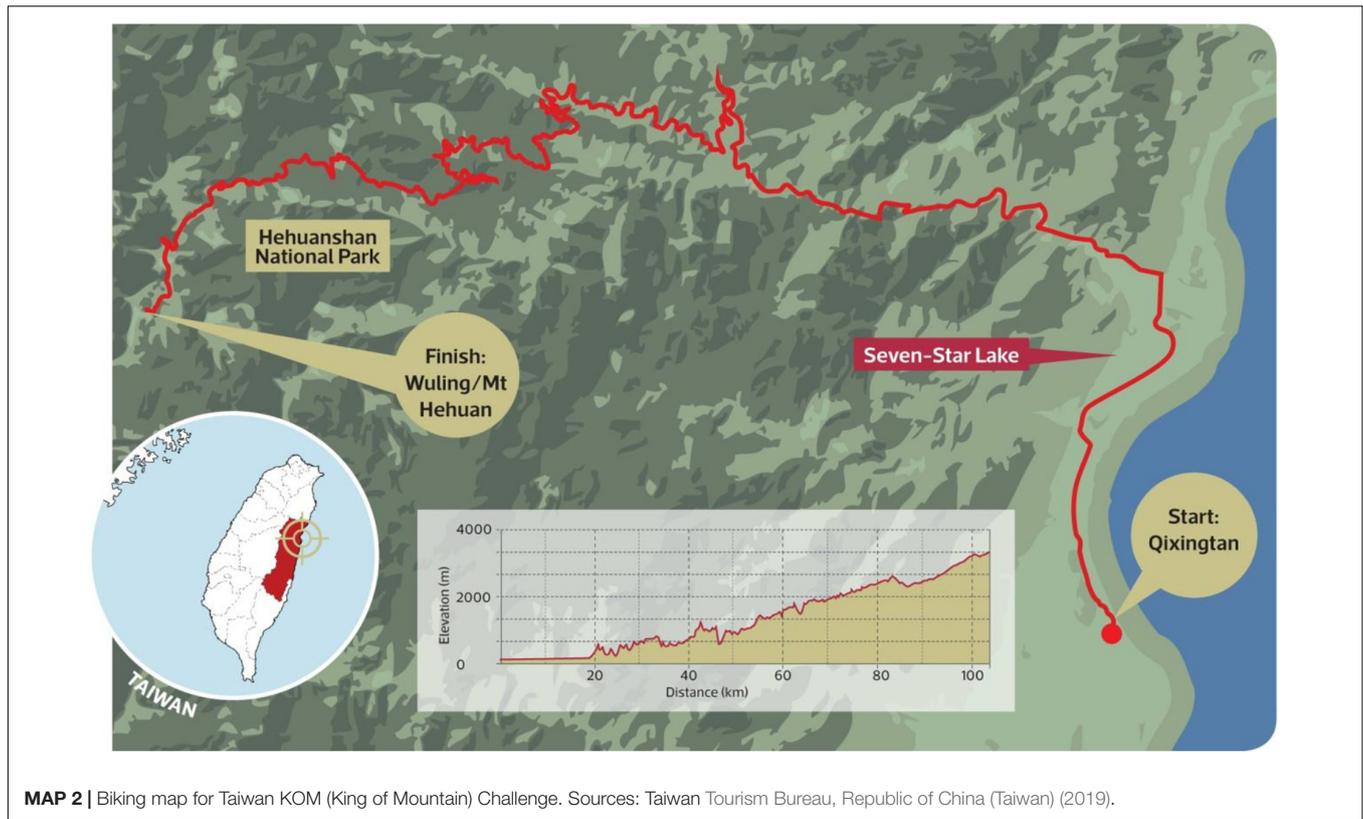 Hehuanshan
National Park
Finish:
Wuling/Mt
Hehuan
Seven-Star Lake
Start:
Qixingtan
TAIWAN
4000
2000
0
Elevation (m)
20
40
60
80
100
Distance (km)
MAP 2 | Biking map for Taiwan KOM (King of Mountain) Challenge. Sources: Taiwan Tourism Bureau, Republic of China (Taiwan) (2019).